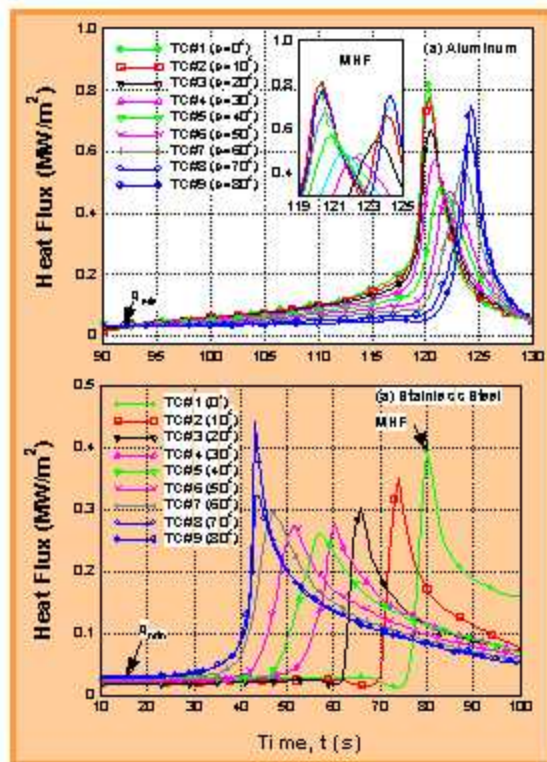 1.0
0.8
0.6
0.4
0.2
0
Heat Flux (MW/m²)
TC#1 (θ=0°)
TC#2 (θ=10°)
TC#3 (θ=20°)
TC#4 (θ=30°)
TC#5 (θ=40°)
TC#6 (θ=50°)
TC#7 (θ=60°)
TC#8 (θ=70°)
TC#9 (θ=80°)
(a) Aluminum
MHF
1.0
0.8
0.6
0.4
119 121 123 125
q min
90 95 100 105 110 115 120 125 130
0.5
0.4
0.3
0.2
0.1
0
Heat Flux (MW/m²)
TC#1 (0°)
TC#2 (10°)
TC#3 (20°)
TC#4 (30°)
TC#5 (40°)
TC#6 (50°)
TC#7 (60°)
TC#8 (70°)
TC#9 (80°)
(a) Stainless Steel
MHF
q min
10 20 30 40 50 60 70 80 90 100
Time, t (s)